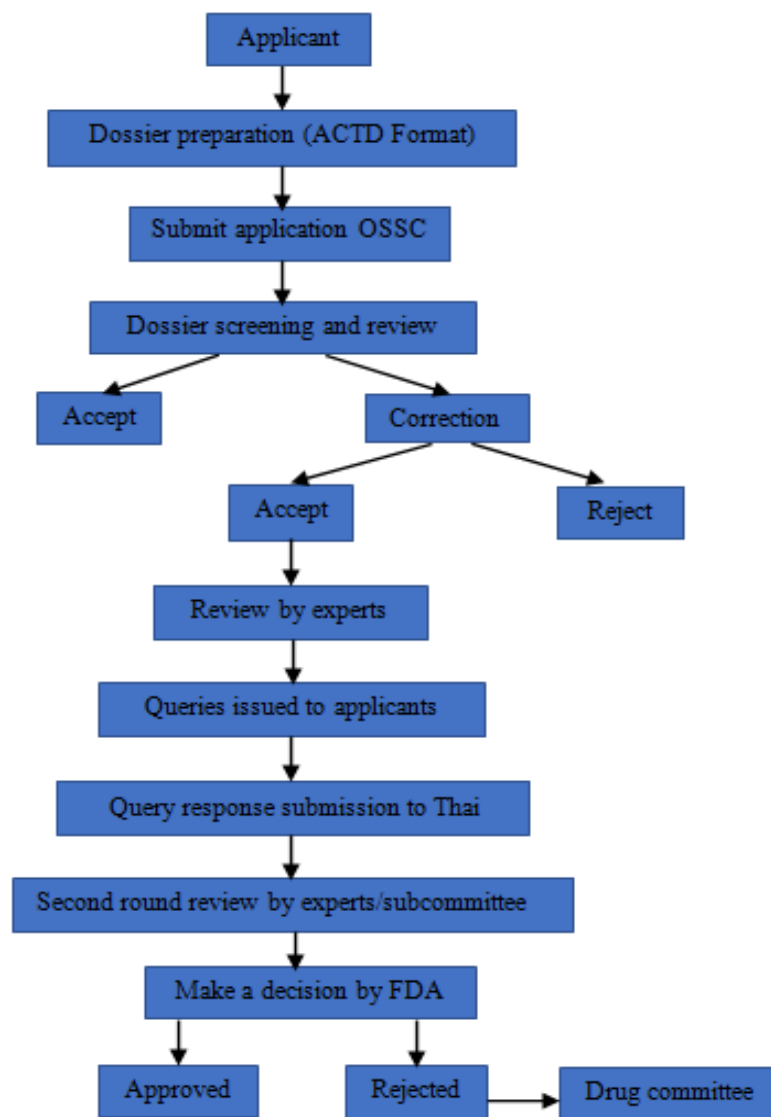 Applicant
Dossier preparation (ACTD Format)
Submit application OSSC
Dossier screening and review
Accept
Correction
Accept
Reject
Review by experts
Queries issued to applicants
Query response submission to Thai
Second round review by experts/subcommittee
Make a decision by FDA
Approved
Rejected
Drug committee